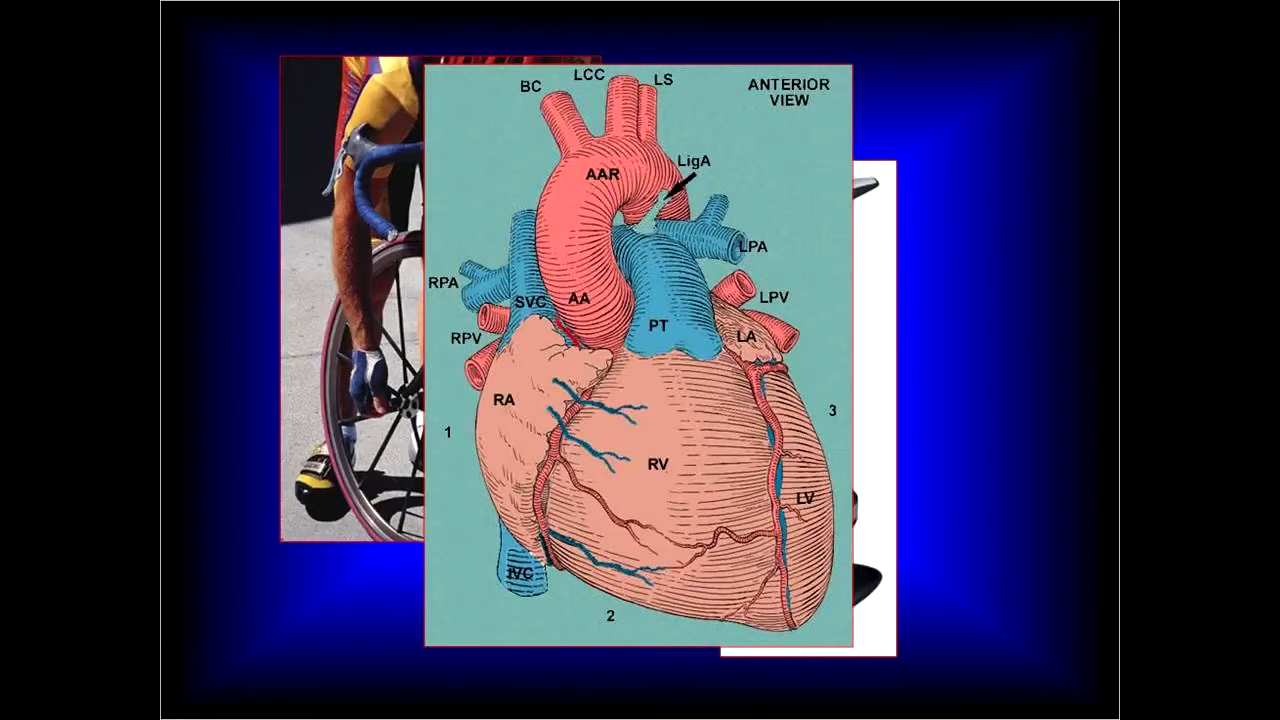 LCC
LS
BC
ANTERIOR
VIEW
LigA
AAR
LPA
RPA
SVC
AA
LPV
PT
RPV
LA
RA
3
1
RV
LV
IVC
2